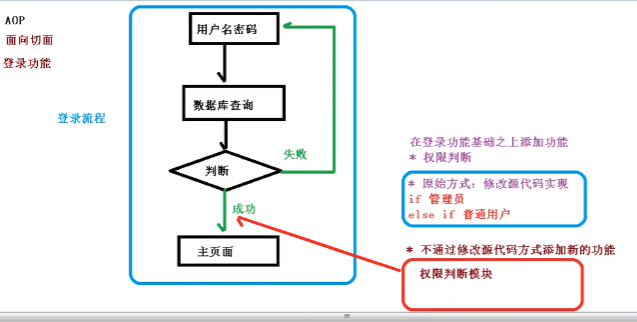 AOP
面向切面
登录功能
登录流程
用户名密码
数据库查询
判断
失败
成功
主页面
在登录功能基础之上添加功能
* 权限判断
* 原始方式：修改源代码实现
if 管理员
else if 普通用户
* 不通过修改源代码方式添加新的功能
权限判断模块